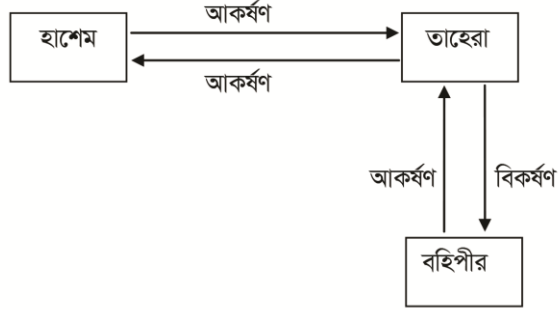 আকর্ষণ
হাশেম তাহেরা
আকর্ষণ
আকর্ষণ বিকর্ষণ
বহিপীর